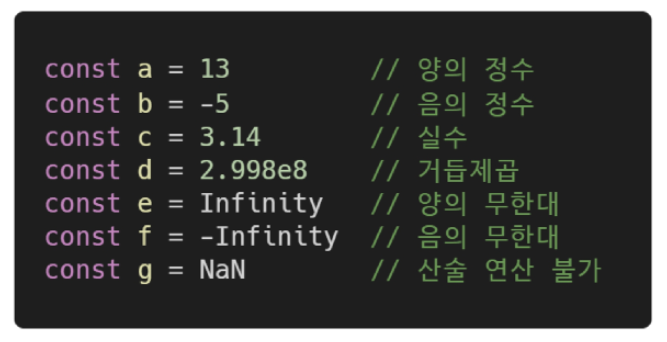 const a = 13 // 양의 정수
const b = -5 // 음의 정수
const c = 3.14 // 실수
const d = 2.998e8 // 거듭제곱
const e = Infinity // 양의 무한대
const f = -Infinity // 음의 무한대
const g = NaN // 산술 연산 불가